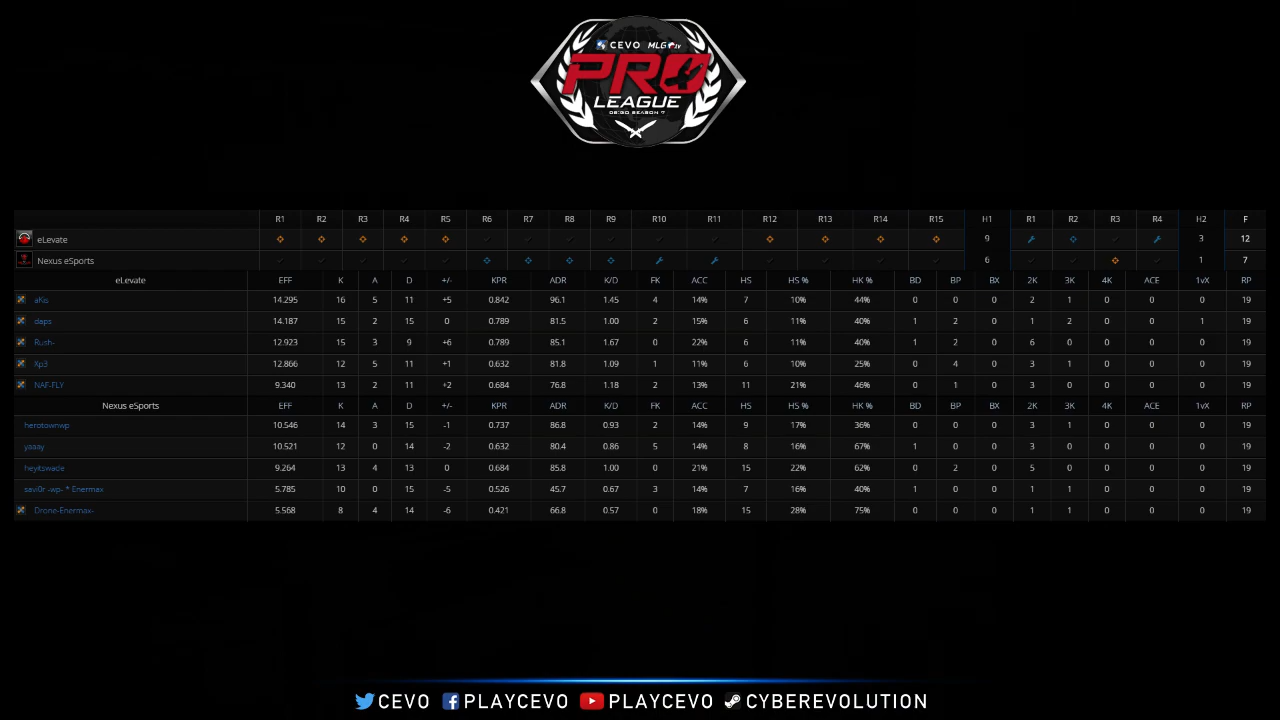 CEVO MLG.tv
PRO
LEAGUE
CS:GO SEASON 7
R1 R2 R3 R4 R5 R6 R7 R8 R9 R10 R11 R12 R13 R14 R15 H1 R1 R2 R3 R4 H2 F
eLevate 9 3 12
Nexus eSports 6 1 7
eLevate EFF K A D +/- KPR ADR K/D FK ACC HS HS % HK % BD BP BX 2K 3K 4K ACE 1vX RP
aKis 14.295 16 5 11 +5 0.842 96.1 1.45 4 14% 7 10% 44% 0 0 0 2 1 0 0 0 19
daps 14.187 15 2 15 0 0.789 81.5 1.00 2 15% 6 11% 40% 1 2 0 1 2 0 0 1 19
Rush- 12.923 15 3 9 +6 0.789 85.1 1.67 0 22% 6 11% 40% 1 2 0 6 0 0 0 0 19
Xp3 12.866 12 5 11 +1 0.632 81.8 1.09 1 11% 6 10% 25% 0 4 0 3 1 0 0 0 19
NAF-FLY 9.340 13 2 11 +2 0.684 76.8 1.18 2 13% 11 21% 46% 0 1 0 3 0 0 0 0 19
Nexus eSports EFF K A D +/- KPR ADR K/D FK ACC HS HS % HK % BD BP BX 2K 3K 4K ACE 1vX RP
herotownwp 10.546 14 3 15 -1 0.737 86.8 0.93 2 14% 9 17% 36% 0 0 0 3 1 0 0 0 19
yaaay 10.521 12 0 14 -2 0.632 80.4 0.86 5 14% 8 16% 67% 1 0 0 3 0 0 0 0 19
heyitswade 9.264 13 4 13 0 0.684 85.8 1.00 0 21% 15 22% 62% 0 2 0 5 0 0 0 0 19
savi0r -wp- * Enermax 5.785 10 0 15 -5 0.526 45.7 0.67 3 14% 7 16% 40% 1 0 0 1 1 0 0 0 19
Drone-Enermax- 5.568 8 4 14 -6 0.421 66.8 0.57 0 18% 15 28% 75% 0 0 0 1 1 0 0 0 19
CEVO PLAYCEVO PLAYCEVO CYBEREVOLUTION